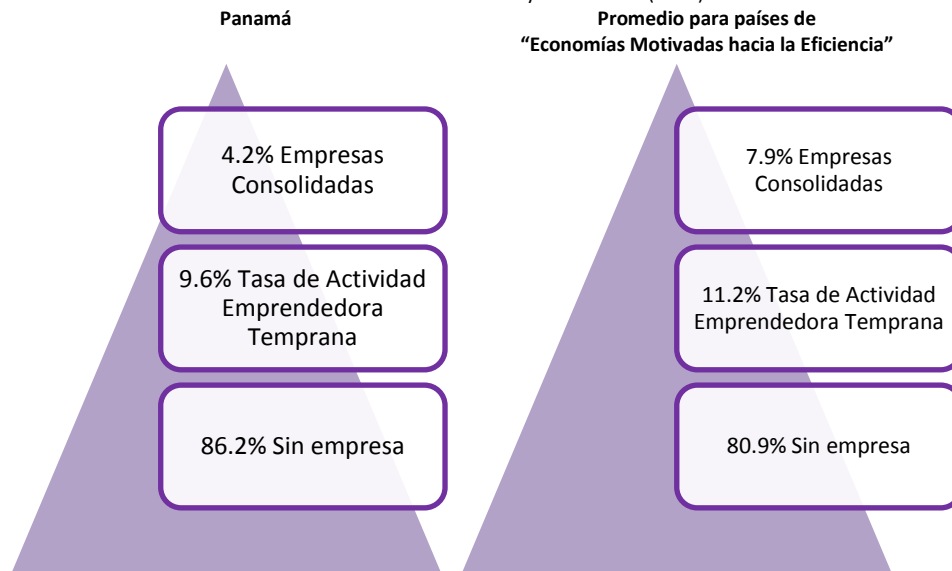 Panamá
Promedio para países de
“Economías Motivadas hacia la Eficiencia”
4.2% Empresas
Consolidadas
9.6% Tasa de Actividad
Emprendedora
Temprana
86.2% Sin empresa
7.9% Empresas
Consolidadas
11.2% Tasa de Actividad
Emprendedora Temprana
80.9% Sin empresa